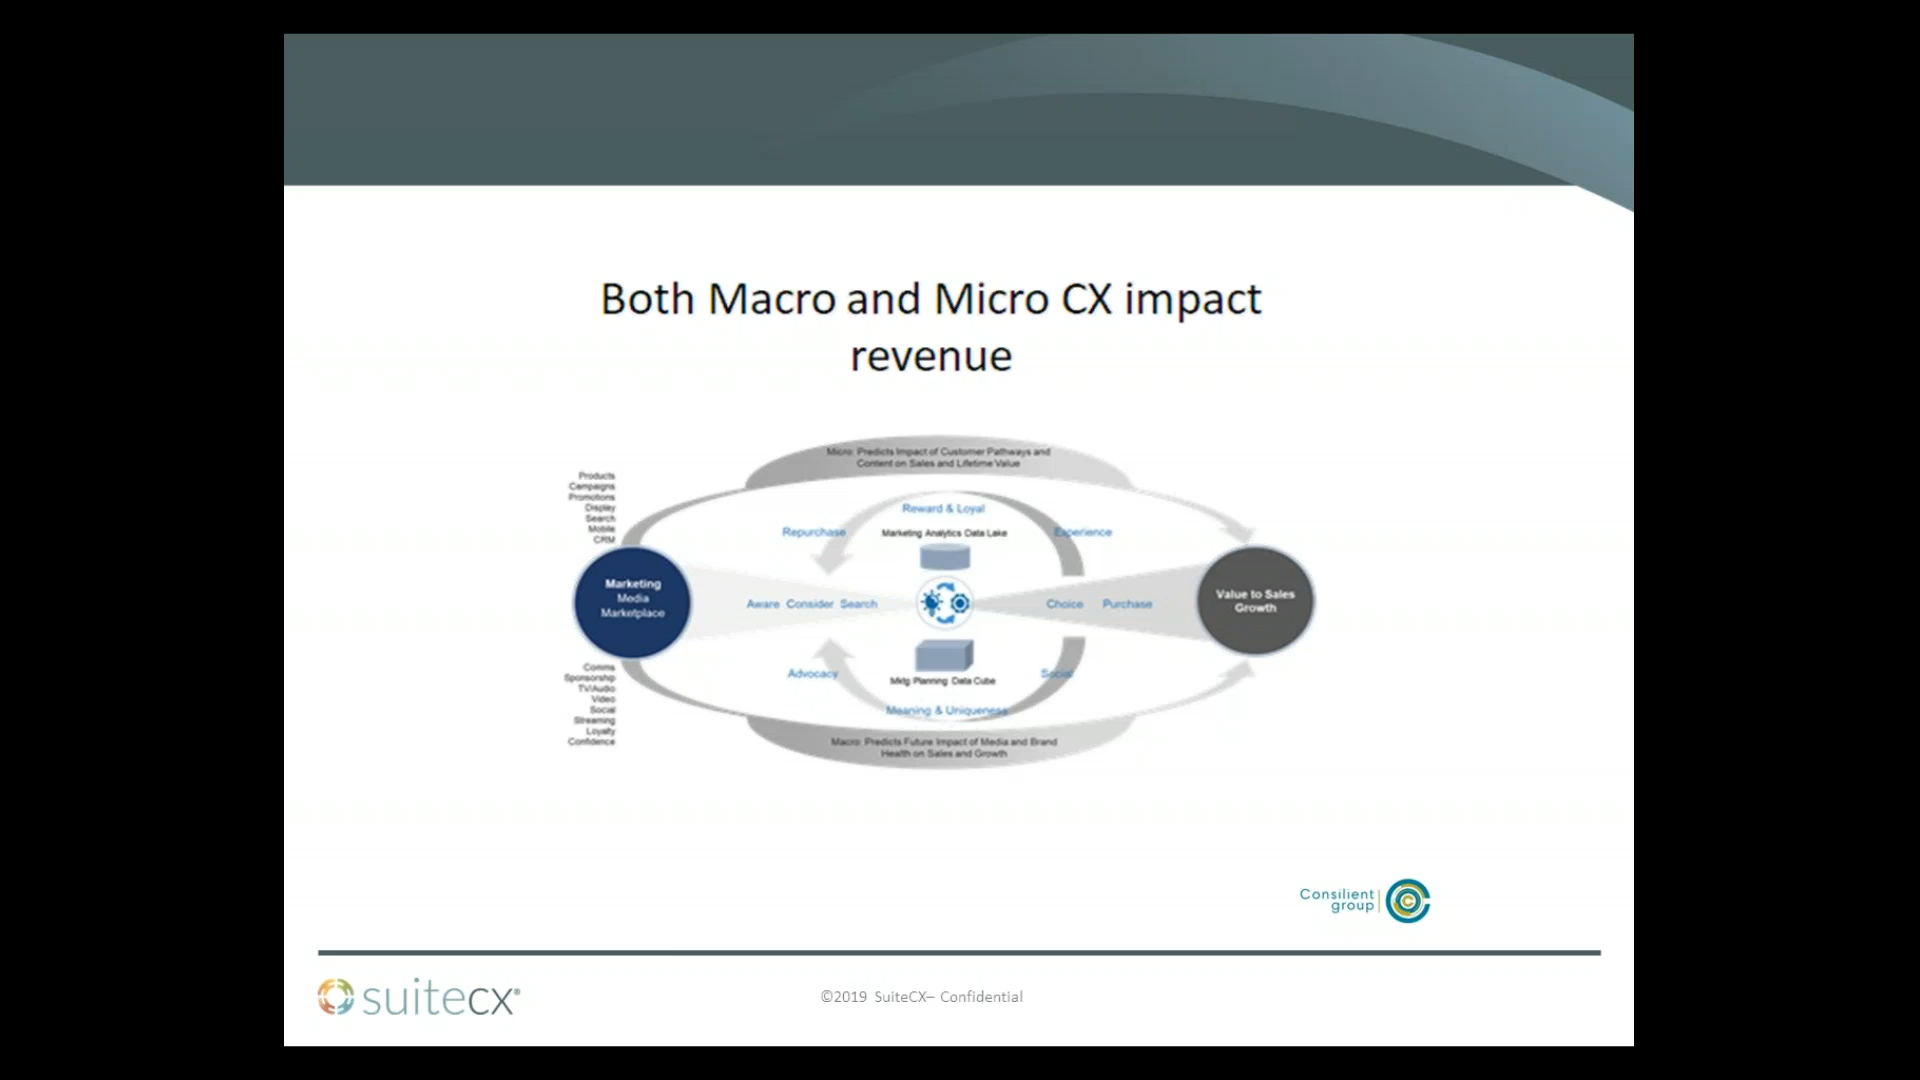 Both Macro and Micro CX impact
revenue
Micro: Predicts Impact of Customer Pathways and
Content on Sales and Lifetime Value
Products
Campaigns
Promotions
Display
Search
Mobile
CRM
Reward & Loyal
Repurchase
Marketing Analytics Data Lake
Experience
Marketing
Media
Marketplace
Aware Consider Search
Choice Purchase
Value to Sales
Growth
Comms
Sponsorship
TV/Audio
Video
Social
Streaming
Loyalty
Confidence
Advocacy
Mktg Planning Data Cube
Social
Meaning & Uniqueness
Macro: Predicts Future Impact of Media and Brand
Health on Sales and Growth
Consilient
group
suitecx®
©2019 SuiteCX– Confidential